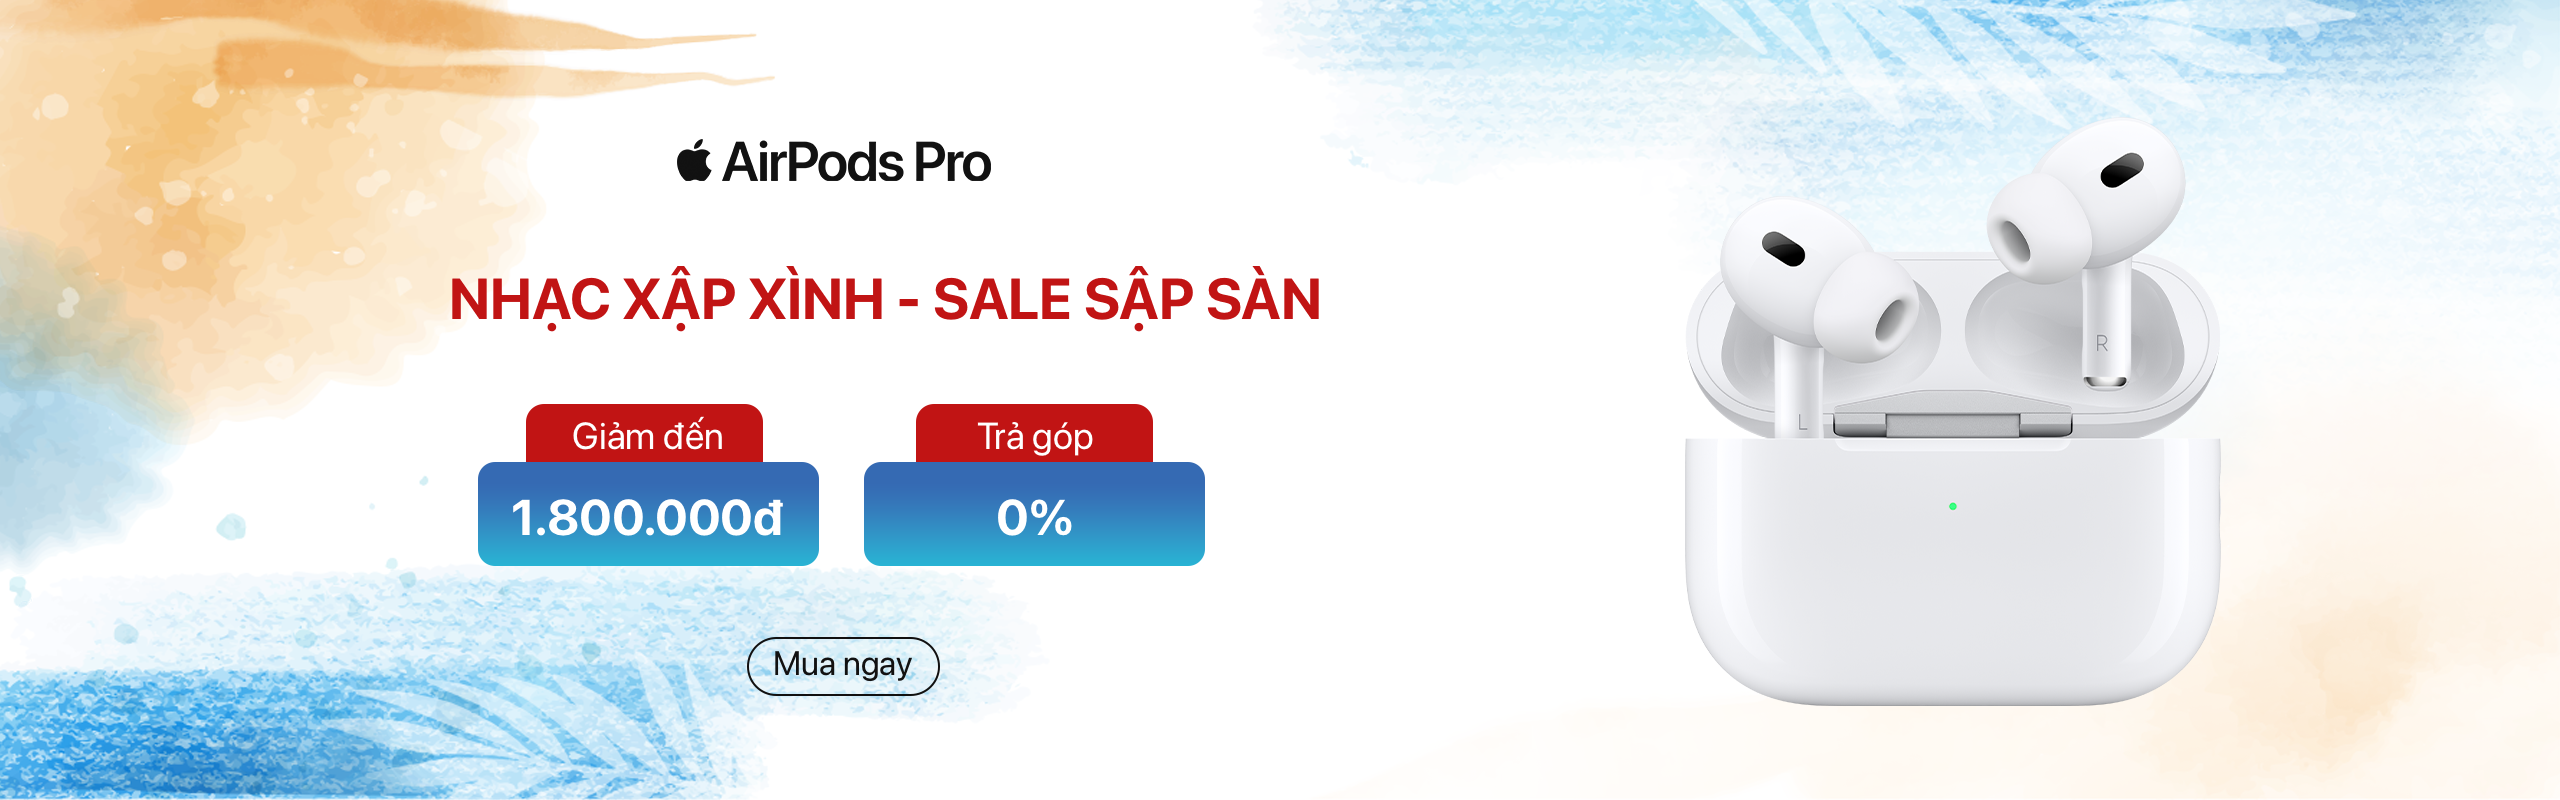 AirPods Pro
NHẠC XẬP XÌNH - SALE SẬP SÀN
Giảm đến
1.800.000đ
Trả góp
0%
Mua ngay
L
R